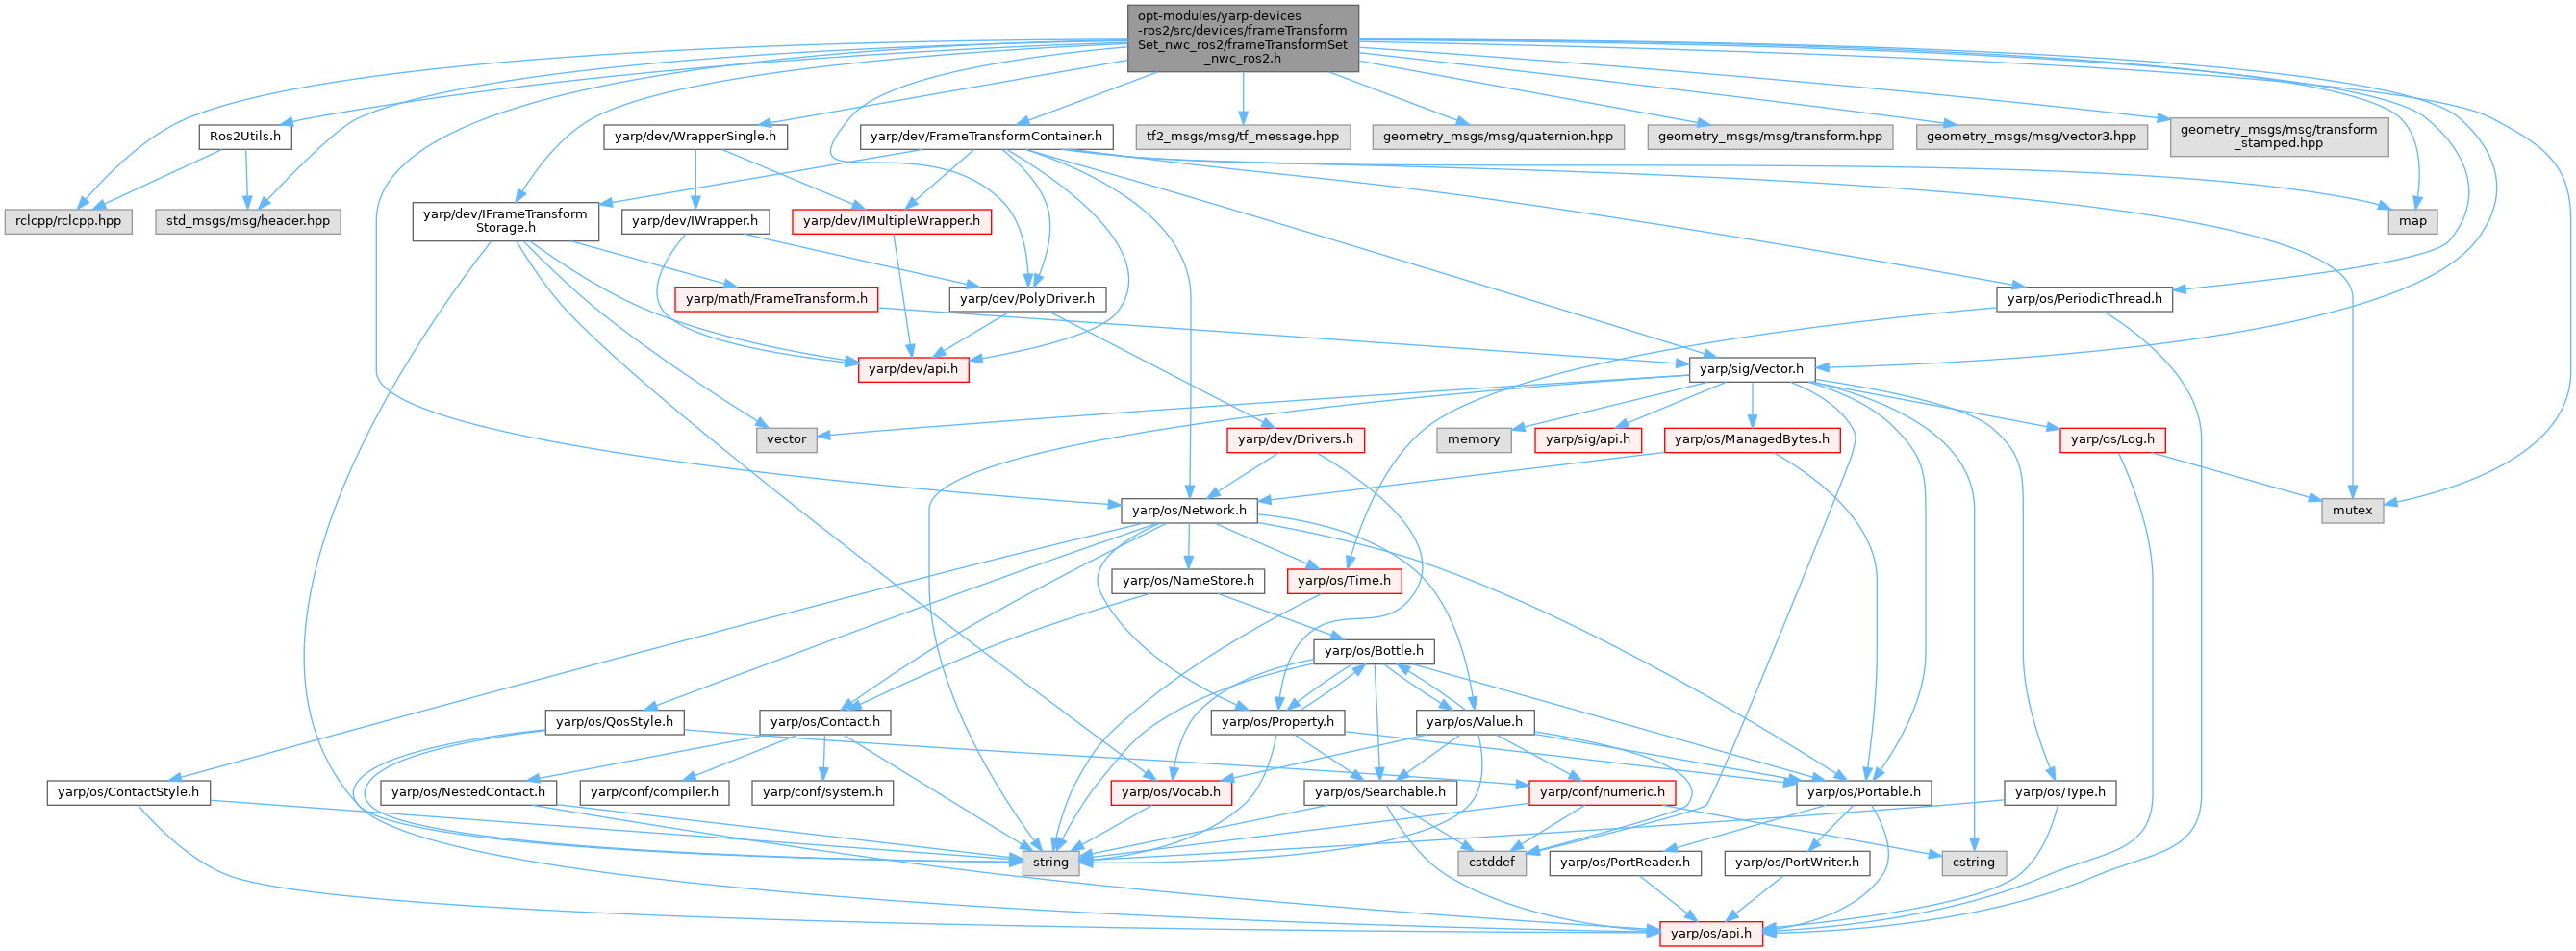 opt-modules/yarp-devices
-ros2/src/devices/frameTransform
Set_nwc_ros2/frameTransformSet
_nwc_ros2.h
Ros2Utils.h
yarp/dev/WrapperSingle.h
yarp/dev/FrameTransformContainer.h
tf2_msgs/msg/tf_message.hpp
geometry_msgs/msg/quaternion.hpp
geometry_msgs/msg/transform.hpp
geometry_msgs/msg/vector3.hpp
geometry_msgs/msg/transform
_stamped.hpp
rclcpp/rclcpp.hpp
std_msgs/msg/header.hpp
yarp/dev/IFrameTransform
Storage.h
yarp/dev/IWrapper.h
yarp/dev/IMultipleWrapper.h
map
yarp/math/FrameTransform.h
yarp/dev/PolyDriver.h
yarp/os/PeriodicThread.h
yarp/dev/api.h
yarp/sig/Vector.h
vector
yarp/dev/Drivers.h
memory
yarp/sig/api.h
yarp/os/ManagedBytes.h
yarp/os/Log.h
yarp/os/Network.h
mutex
yarp/os/NameStore.h
yarp/os/Time.h
yarp/os/Bottle.h
yarp/os/QosStyle.h
yarp/os/Contact.h
yarp/os/Property.h
yarp/os/Value.h
yarp/os/ContactStyle.h
yarp/os/NestedContact.h
yarp/conf/compiler.h
yarp/conf/system.h
yarp/os/Vocab.h
yarp/os/Searchable.h
yarp/conf/numeric.h
yarp/os/Portable.h
yarp/os/Type.h
string
cstddef
yarp/os/PortReader.h
yarp/os/PortWriter.h
cstring
yarp/os/api.h